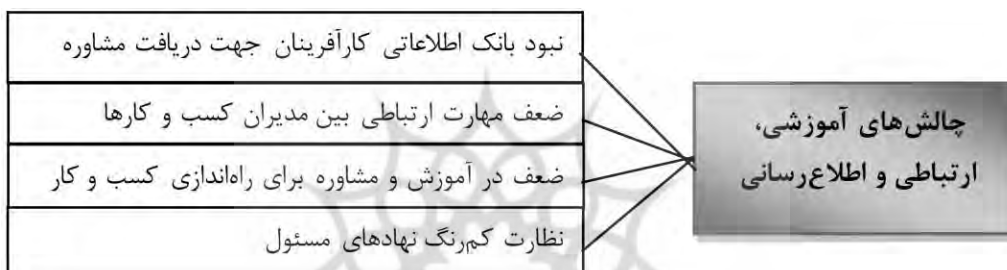 چالش‌های آموزشی،
ارتباطی و اطلاع‌رسانی
نبود بانک اطلاعاتی کارآفرینان جهت دریافت مشاوره
ضعف مهارت ارتباطی بین مدیران کسب و کارها
ضعف در آموزش و مشاوره برای راه‌اندازی کسب و کار
نظارت کم‌رنگ نهادهای مسئول